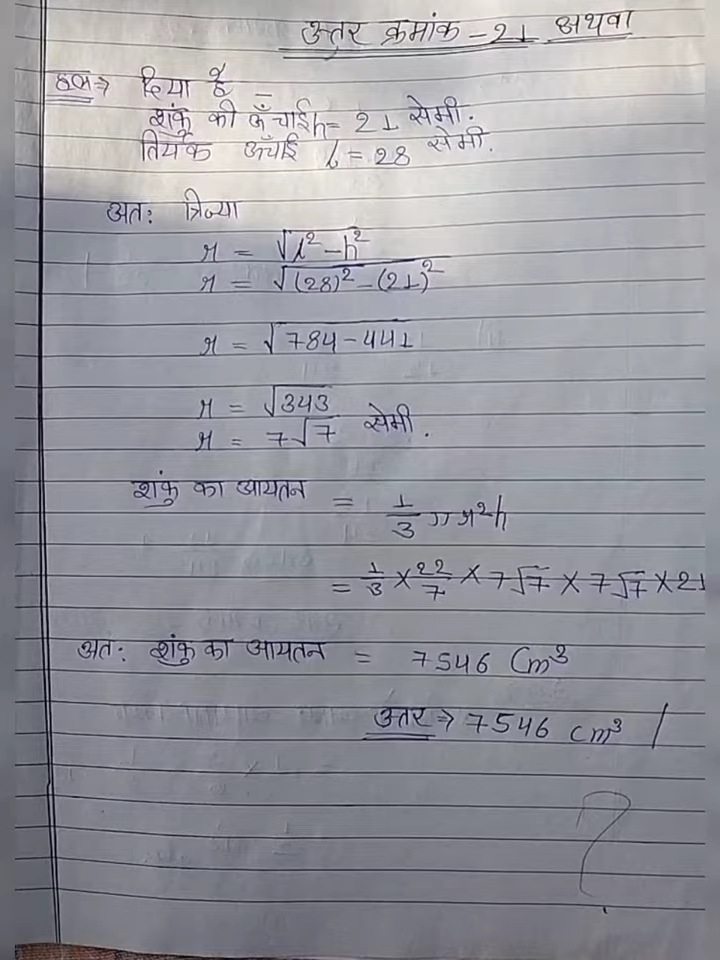 उत्तर क्रमांक - 21 अथवा
हल ⇒ दिया है –
शंकु की ऊँचाई h = 21 सेमी.
तिर्यक ऊँचाई l = 28 सेमी.
अतः त्रिज्या
r = √l² – h²
r = √(28)² – (21)²
r = √784 – 441
r = √343
r = 7√7 सेमी.
शंकु का आयतन = 1/3 πr²h
= 1/3 × 22/7 × 7√7 × 7√7 × 21
अतः शंकु का आयतन = 7546 Cm³
उत्तर ⇒ 7546 cm³ |
?